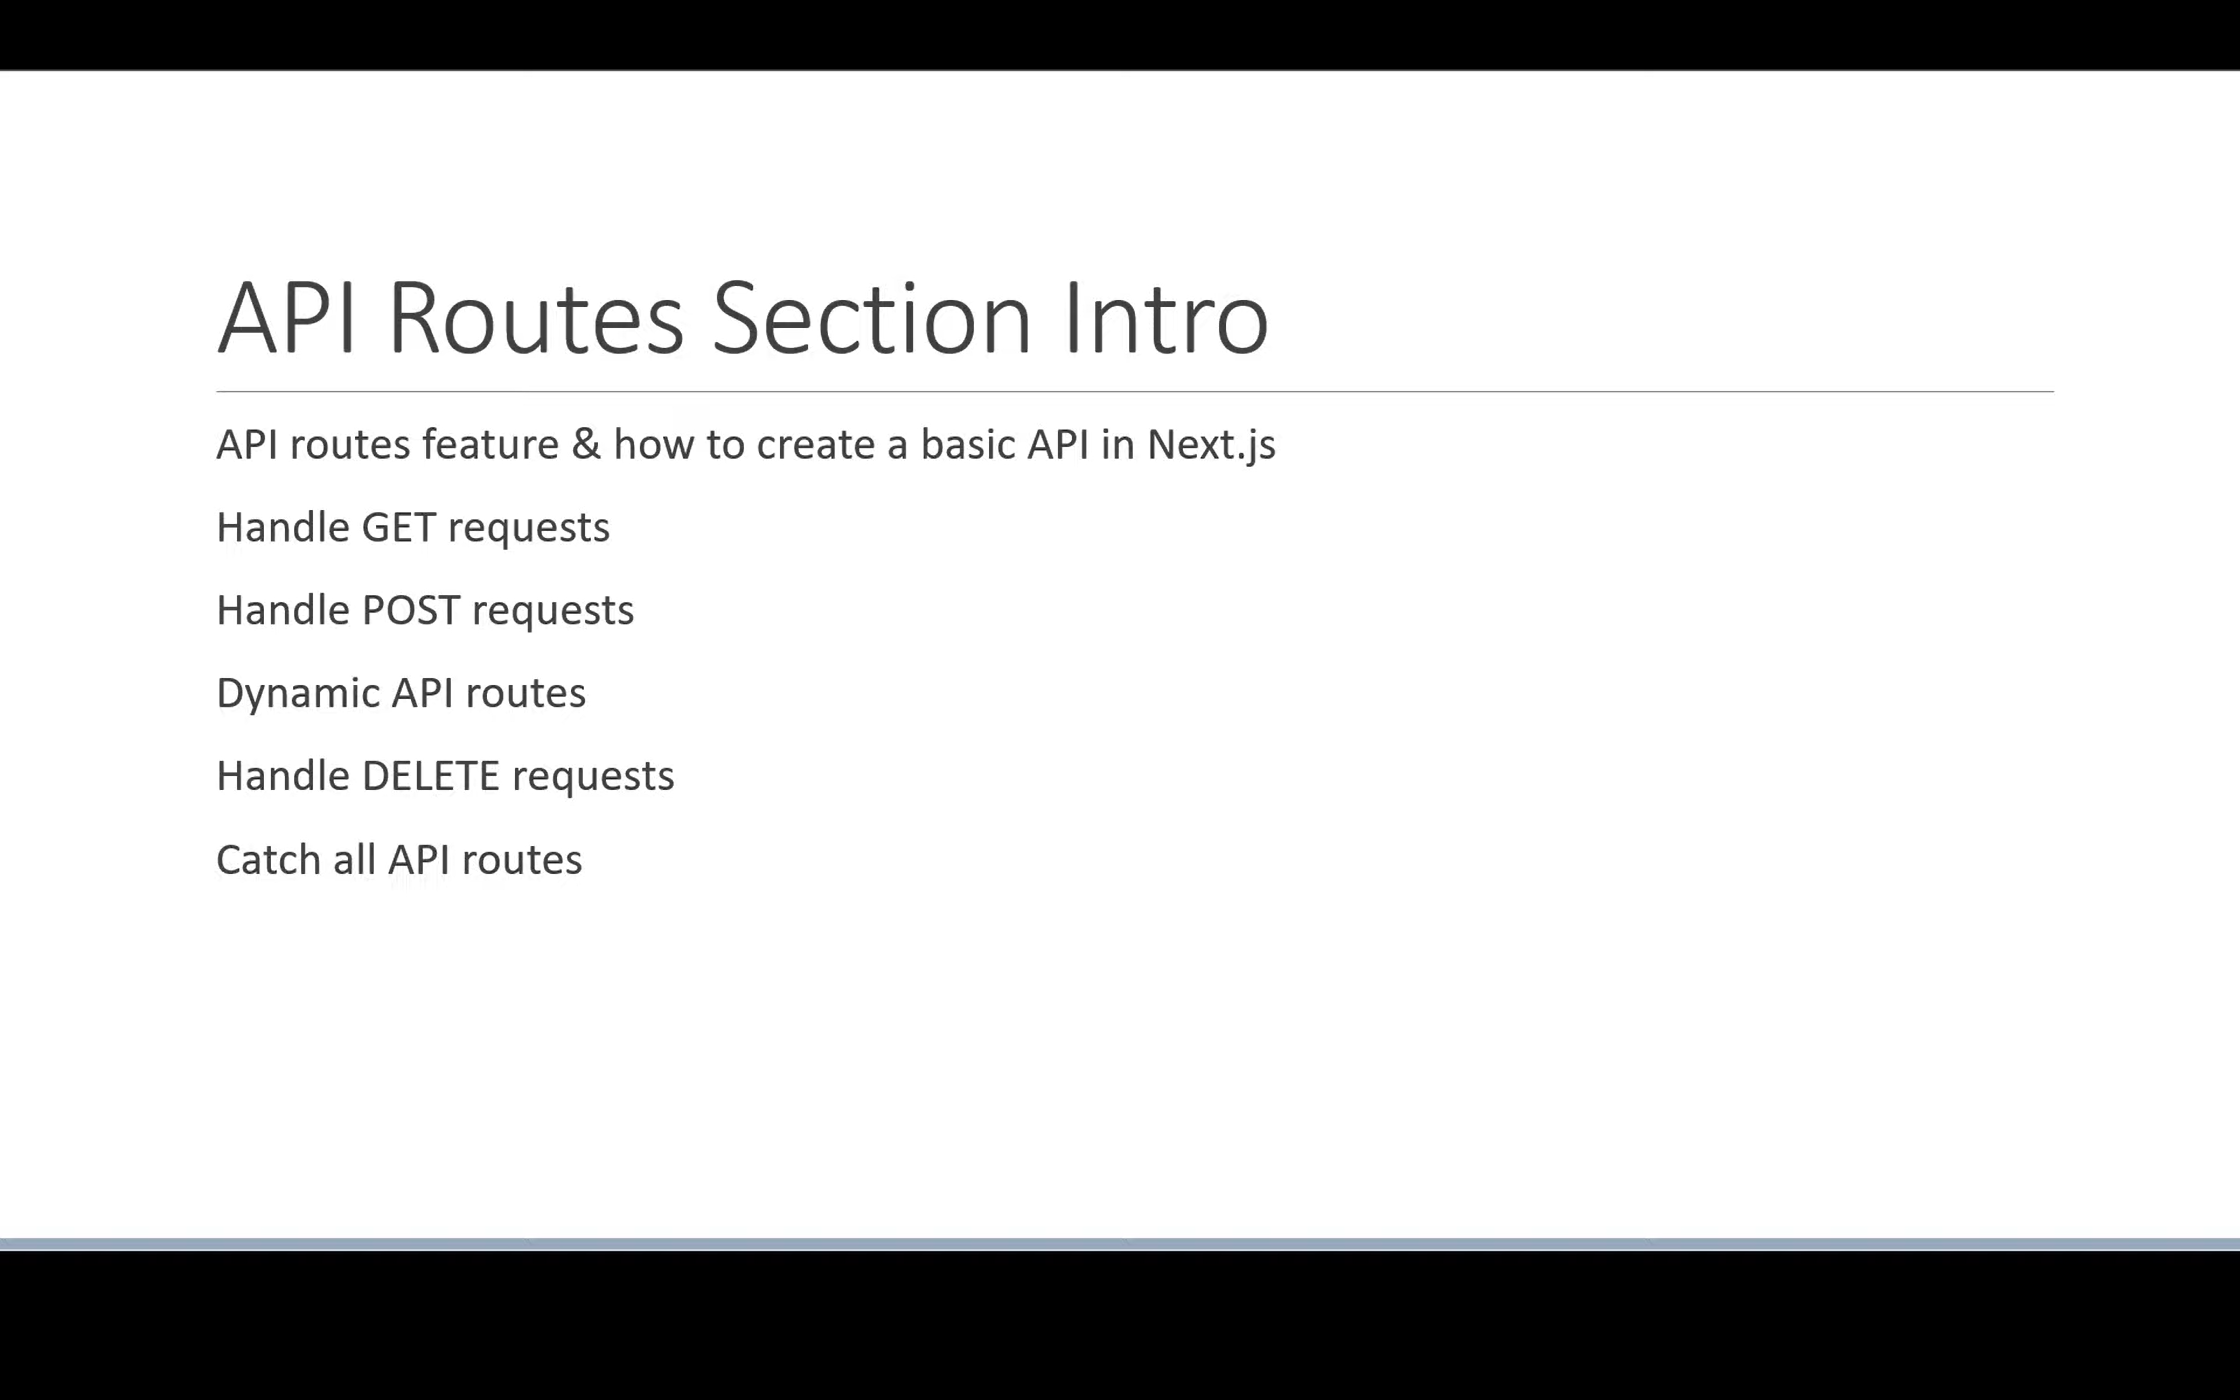 API Routes Section Intro
API routes feature & how to create a basic API in Next.js
Handle GET requests
Handle POST requests
Dynamic API routes
Handle DELETE requests
Catch all API routes